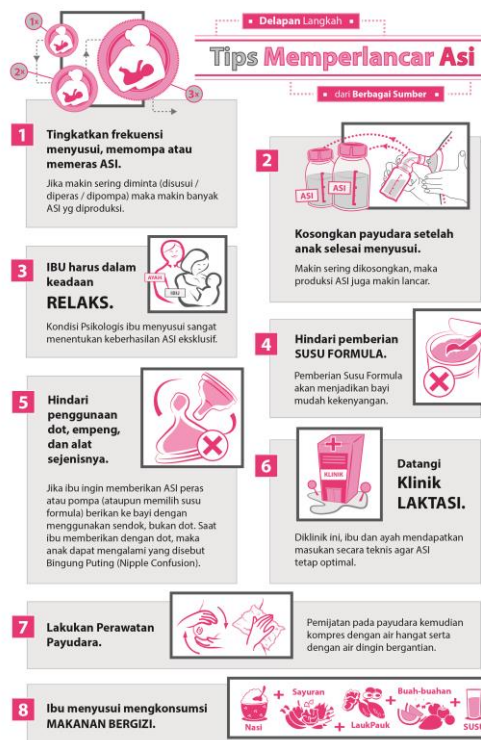 1x
2x
3x
Delapan Langkah
Tips Memperlancar Asi
dari Berbagai Sumber
1
Tingkatkan frekuensi
menyusui, memompa atau
memeras ASI.
Jika makin sering diminta (disusui /
diperas / dipompa) maka makin banyak
ASI yg diproduksi.
2
ASI
ASI
Kosongkan payudara setelah
anak selesai menyusui.
Makin sering dikosongkan, maka
produksi ASI juga makin lancar.
3
IBU harus dalam
keadaan
RELAKS.
AYAH
IBU
Kondisi Psikologis ibu menyusui sangat
menentukan keberhasilan ASI eksklusif.
4
Hindari pemberian
SUSU FORMULA.
Pemberian Susu Formula
akan menjadikan bayi
mudah kekenyangan.
5
Hindari
penggunaan
dot, empeng,
dan alat
sejenisnya.
Jika ibu ingin memberikan ASI peras
atau pompa (ataupun memilih susu
formula) berikan ke bayi dengan
menggunakan sendok, bukan dot. Saat
ibu memberikan dengan dot, maka
anak dapat mengalami yang disebut
Bingung Puting (Nipple Confusion).
6
KLINIK
Datangi
Klinik
LAKTASI.
Diklinik ini, ibu dan ayah mendapatkan
masukan secara teknis agar ASI
tetap optimal.
7
Lakukan Perawatan
Payudara.
Pemijatan pada payudara kemudian
kompres dengan air hangat serta
dengan air dingin bergantian.
8
Ibu menyusui mengkonsumsi
MAKANAN BERGIZI.
Nasi
+
Sayuran
+
LaukPauk
+
Buah-buahan
+
SUSU